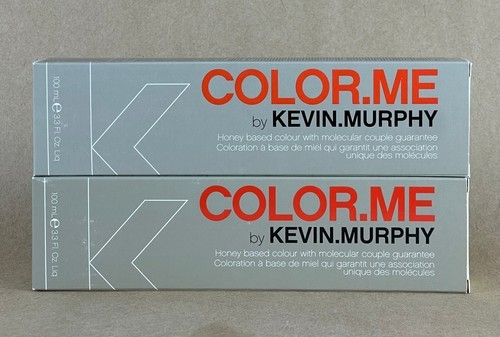 COLOR.ME
by KEVIN.MURPHY
Honey based colour with molecular couple guarantee
Coloration à base de miel qui garantit une association
unique des molécules
100 mL e 3.3 Fl. Oz. Liq
COLOR.ME
by KEVIN.MURPHY
Honey based colour with molecular couple guarantee
Coloration à base de miel qui garantit une association
unique des molécules
100 mL e 3.3 Fl. Oz. Liq